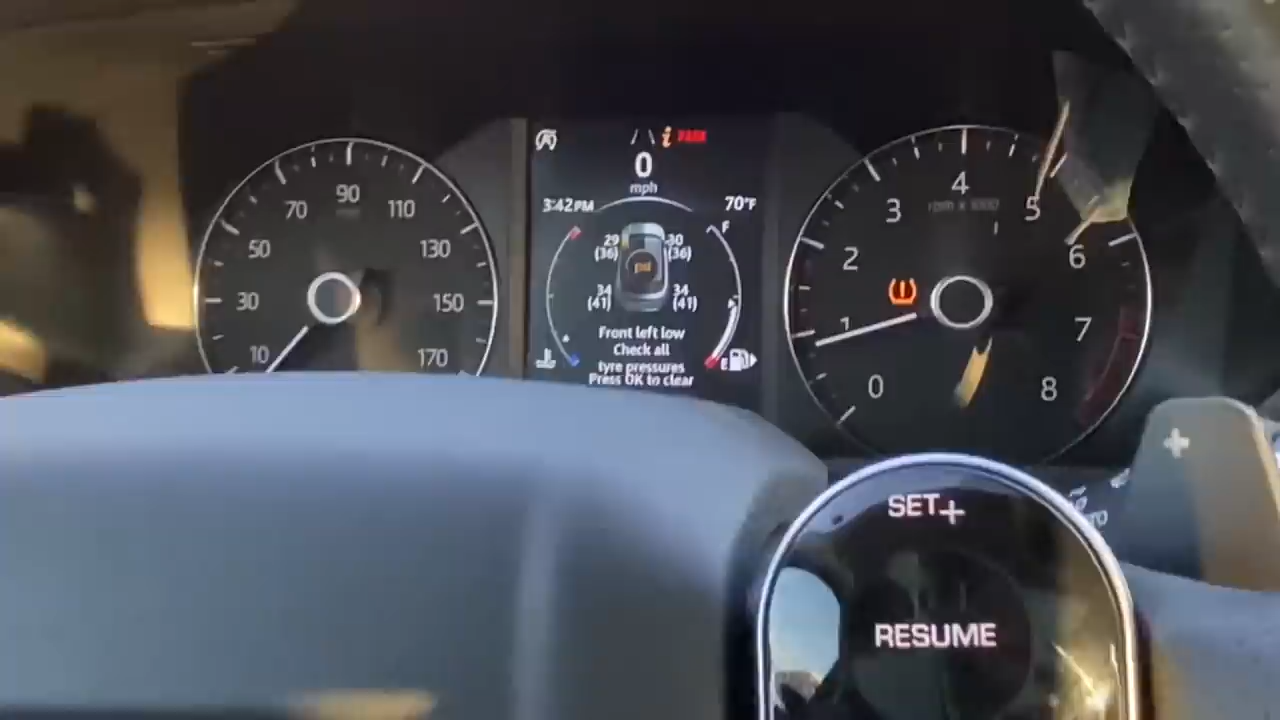 PARK
0
mph
3:42PM
70°F
29
(36)
30
(36)
psi
34
(41)
34
(41)
F
E
Front left low
Check all
tyre pressures
Press OK to clear
10
30
50
70
90
110
130
150
170
0
1
2
3
4
5
6
7
8
rpm x 1000
+
SET+
RESUME